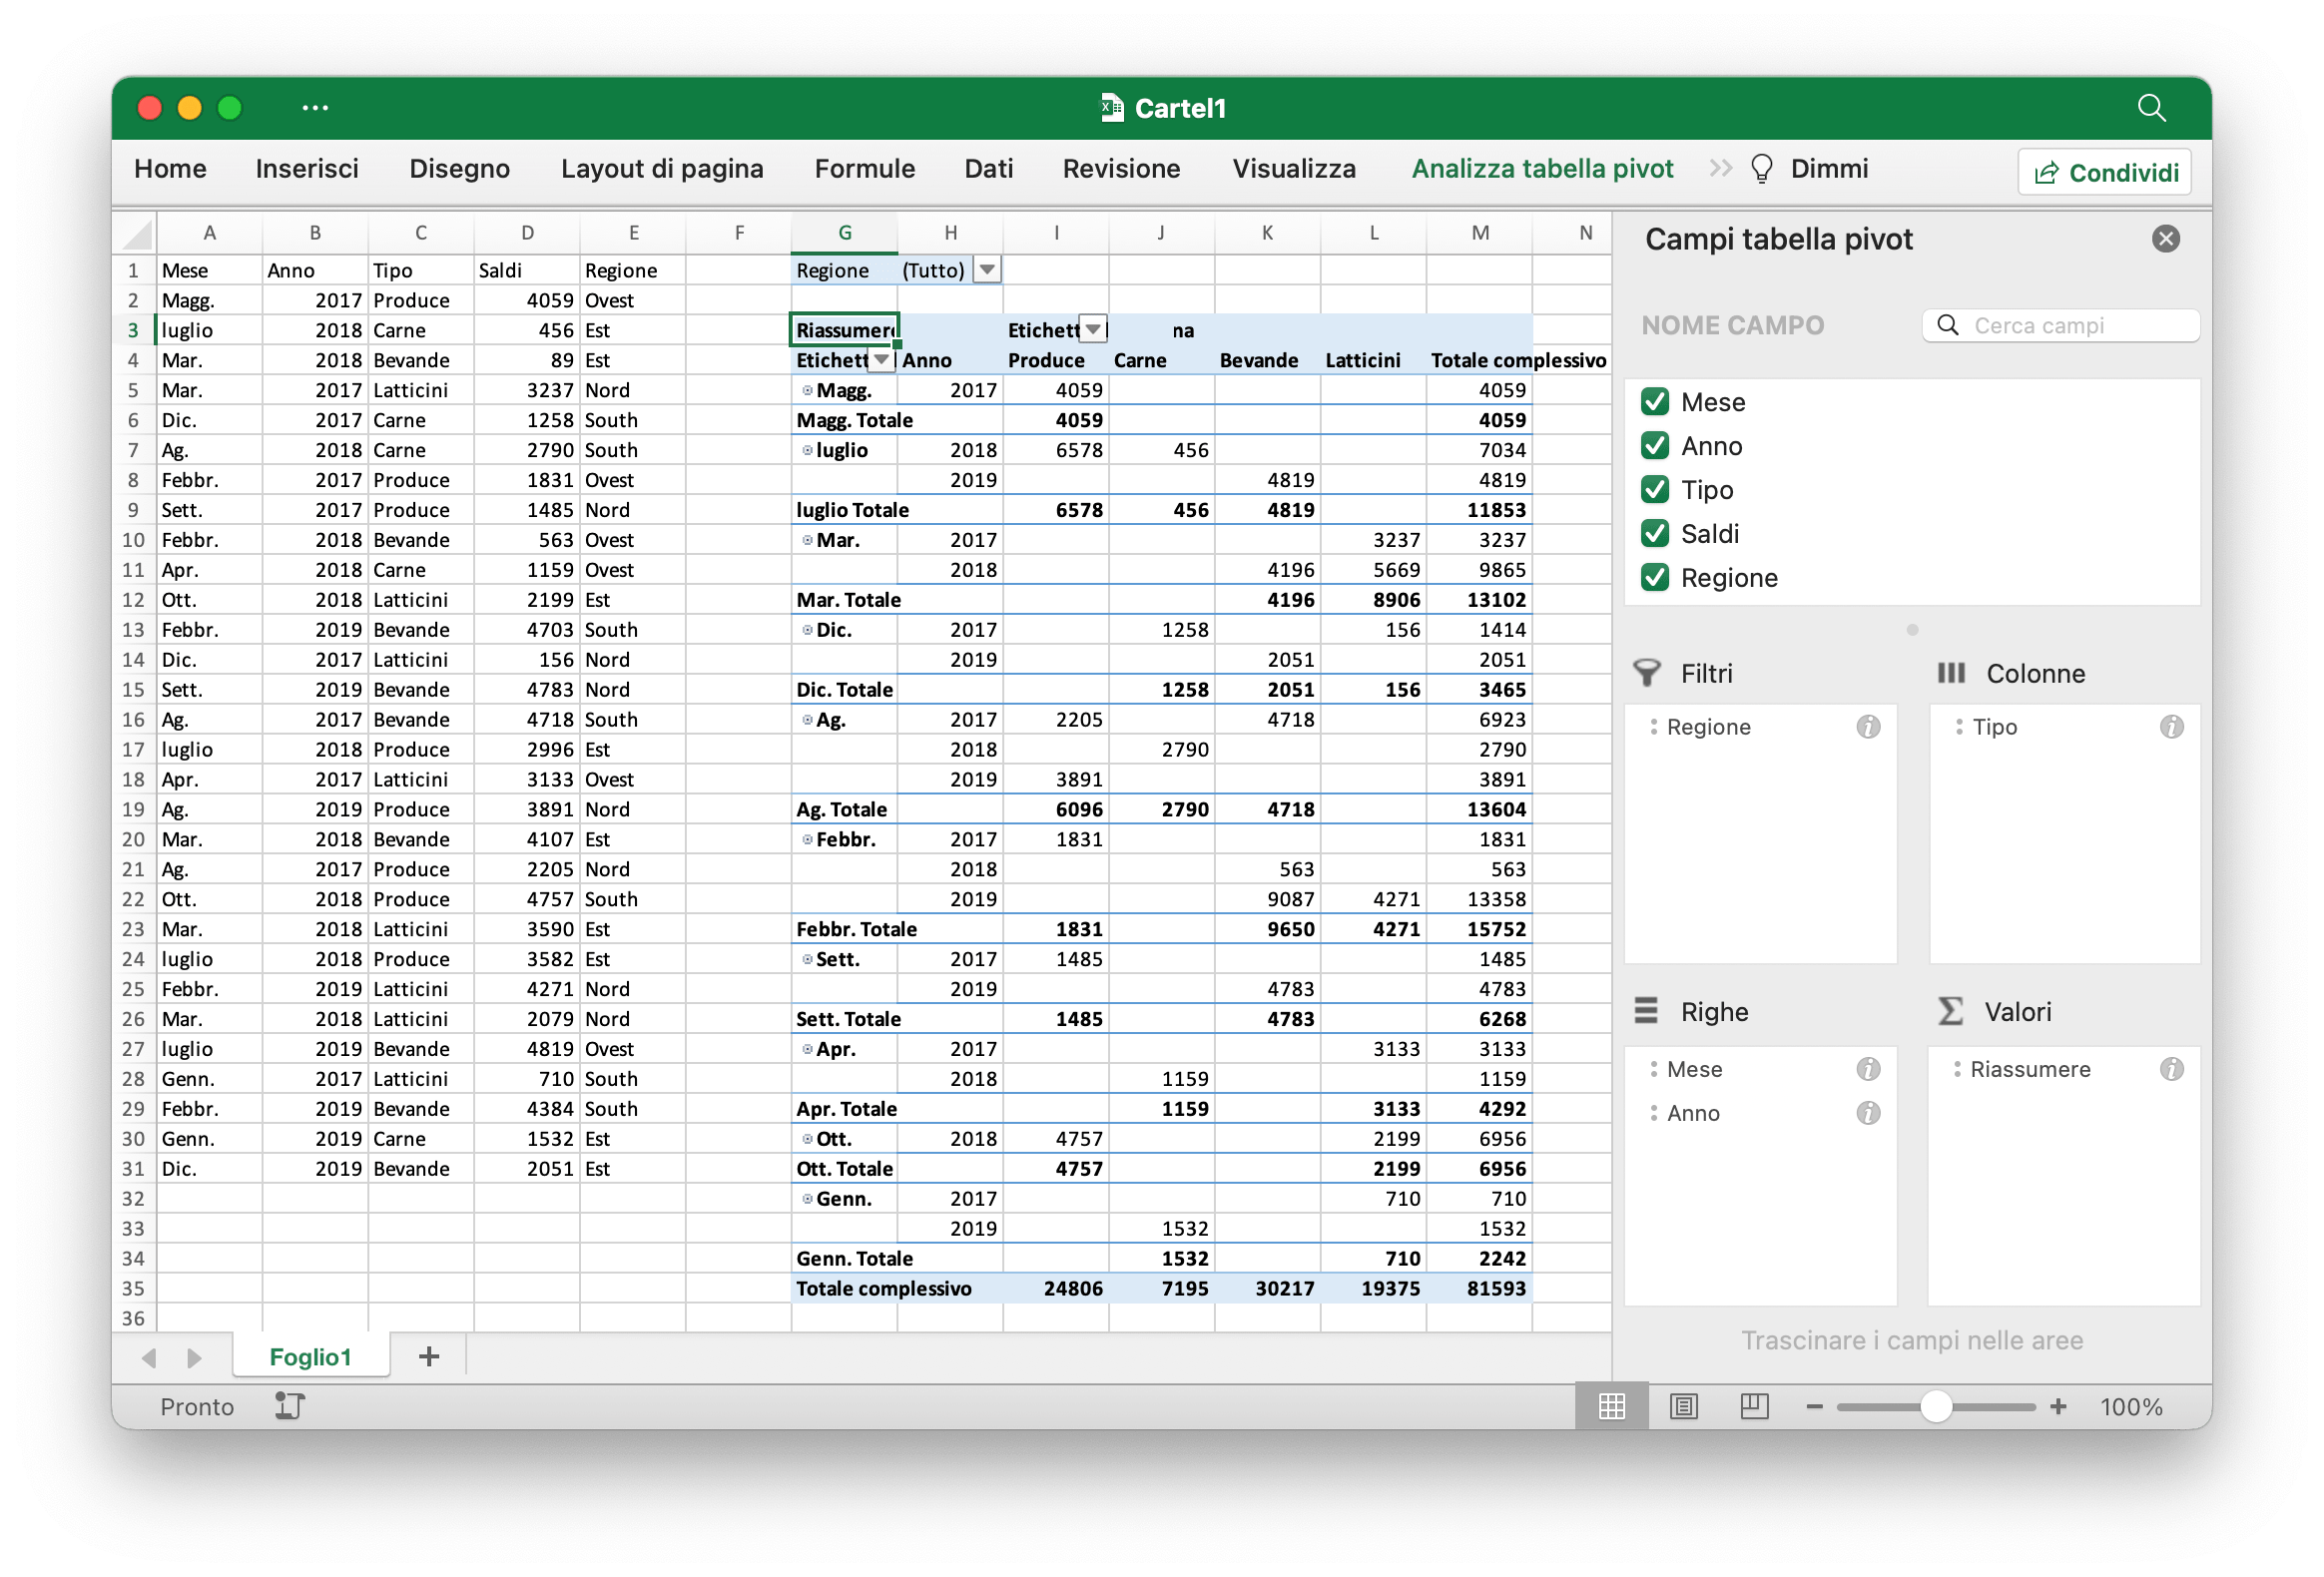 Cartel1
Home Inserisci Disegno Layout di pagina Formule Dati Revisione Visualizza Analizza tabella pivot Dimmi Condividi
A B C D E F G H I J K L M N
1 Mese Anno Tipo Saldi Regione Regione (Tutto)
2 Magg. 2017 Produce 4059 Ovest
3 luglio 2018 Carne 456 Est Riassumere Etichett na
4 Mar. 2018 Bevande 89 Est Etichett Anno Produce Carne Bevande Latticini Totale complessivo
5 Mar. 2017 Latticini 3237 Nord Magg. 2017 4059 4059
6 Dic. 2017 Carne 1258 South Magg. Totale 4059 4059
7 Ag. 2018 Carne 2790 South luglio 2018 6578 456 7034
8 Febbr. 2017 Produce 1831 Ovest 2019 4819 4819
9 Sett. 2017 Produce 1485 Nord luglio Totale 6578 456 4819 11853
10 Febbr. 2018 Bevande 563 Ovest Mar. 2017 3237 3237
11 Apr. 2018 Carne 1159 Ovest 2018 4196 5669 9865
12 Ott. 2018 Latticini 2199 Est Mar. Totale 4196 8906 13102
13 Febbr. 2019 Bevande 4703 South Dic. 2017 1258 156 1414
14 Dic. 2017 Latticini 156 Nord 2019 2051 2051
15 Sett. 2019 Bevande 4783 Nord Dic. Totale 1258 2051 156 3465
16 Ag. 2017 Bevande 4718 South Ag. 2017 2205 4718 6923
17 luglio 2018 Produce 2996 Est 2018 2790 2790
18 Apr. 2017 Latticini 3133 Ovest 2019 3891 3891
19 Ag. 2019 Produce 3891 Nord Ag. Totale 6096 2790 4718 13604
20 Mar. 2018 Bevande 4107 Est Febbr. 2017 1831 1831
21 Ag. 2017 Produce 2205 Nord 2018 563 563
22 Ott. 2018 Produce 4757 South 2019 9087 4271 13358
23 Mar. 2018 Latticini 3590 Est Febbr. Totale 1831 9650 4271 15752
24 luglio 2018 Produce 3582 Est Sett. 2017 1485 1485
25 Febbr. 2019 Latticini 4271 Nord 2019 4783 4783
26 Mar. 2018 Latticini 2079 Nord Sett. Totale 1485 4783 6268
27 luglio 2019 Bevande 4819 Ovest Apr. 2017 3133 3133
28 Genn. 2017 Latticini 710 South 2018 1159 1159
29 Febbr. 2019 Bevande 4384 South Apr. Totale 1159 3133 4292
30 Genn. 2019 Carne 1532 Est Ott. 2018 4757 2199 6956
31 Dic. 2019 Bevande 2051 Est Ott. Totale 4757 2199 6956
32 Genn. 2017 710 710
33 2019 1532 1532
34 Genn. Totale 1532 710 2242
35 Totale complessivo 24806 7195 30217 19375 81593
36
Campi tabella pivot
NOME CAMPO Cerca campi
Mese
Anno
Tipo
Saldi
Regione
Filtri Colonne
Regione Tipo
Righe Valori
Mese Riassumere
Anno
Trascinare i campi nelle aree
Foglio1
Pronto 100%